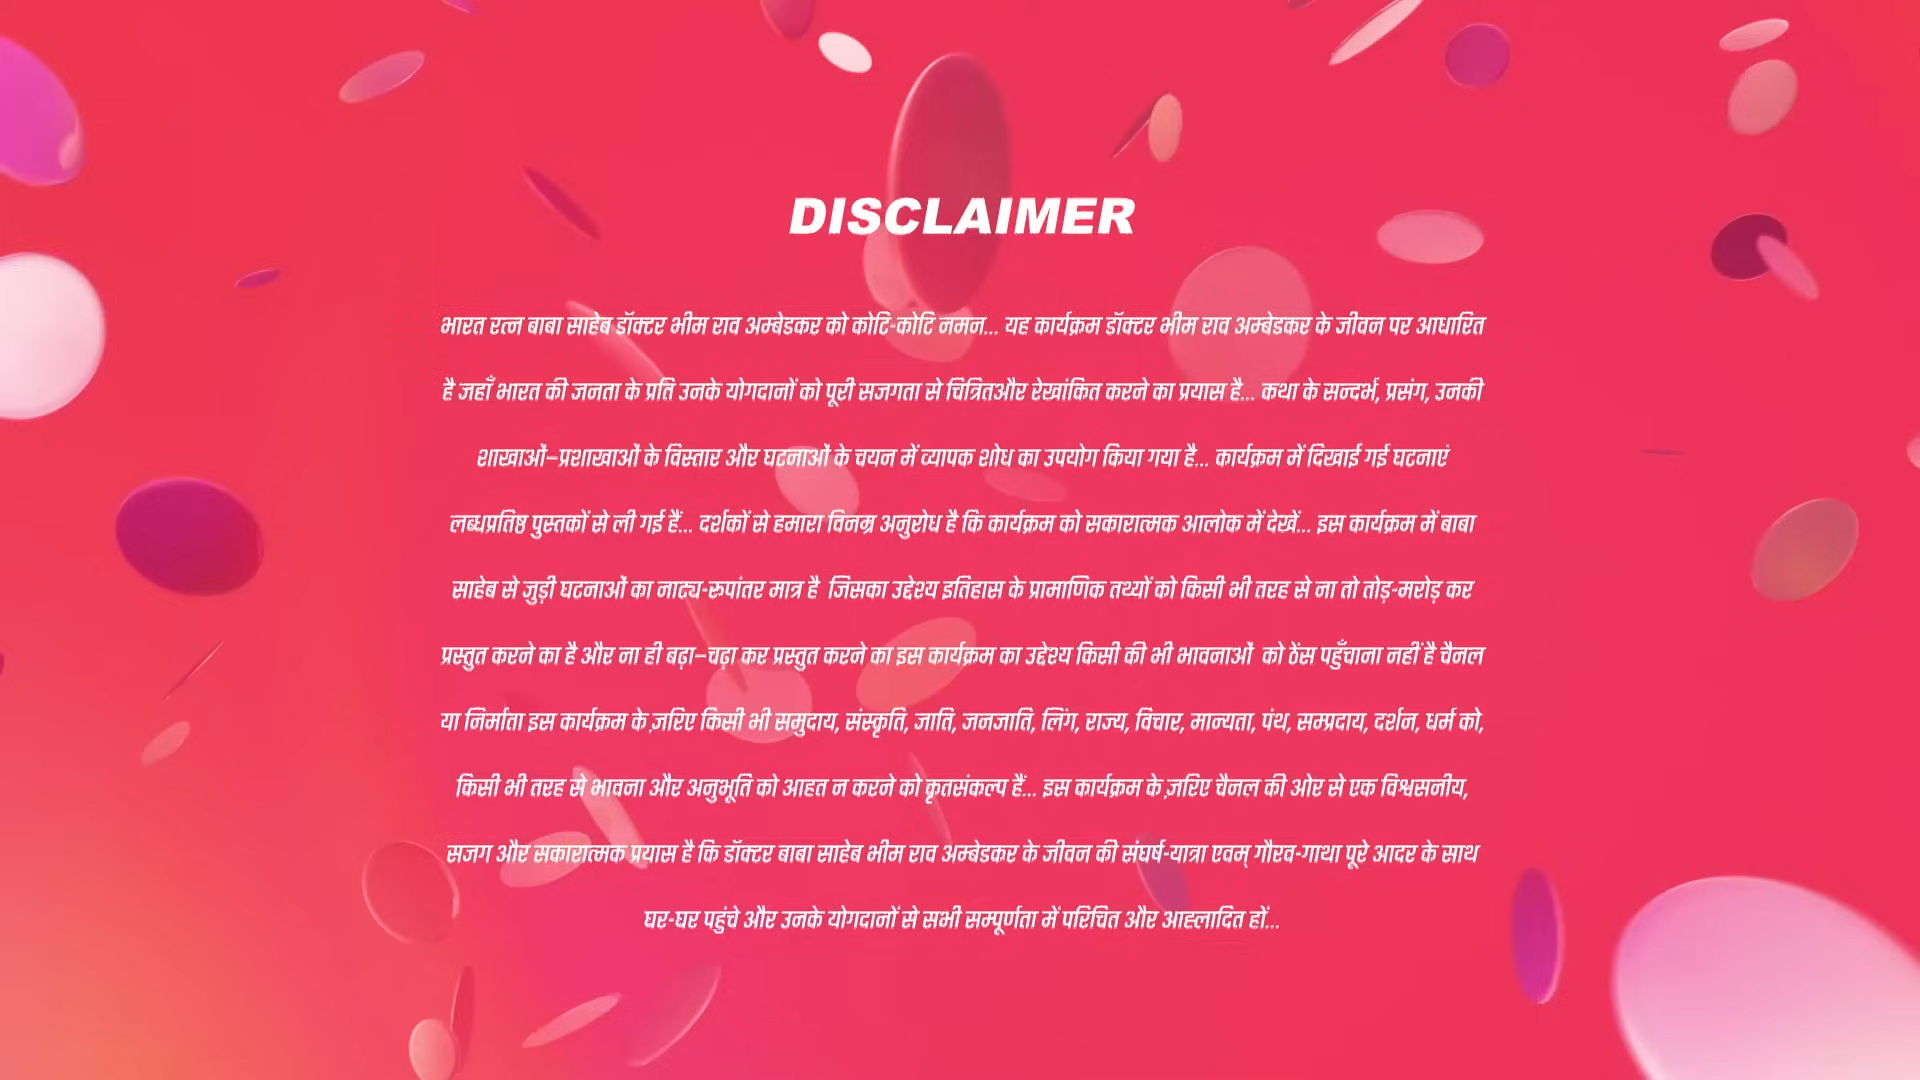 DISCLAIMER
भारत रत्न बाबा साहेब डॉक्टर भीम राव अम्बेडकर को कोटि-कोटि नमन... यह कार्यक्रम डॉक्टर भीम राव अम्बेडकर के जीवन पर आधारित
है जहाँ भारत की जनता के प्रति उनके योगदानों को पूरी सजगता से चित्रितऔर रेखांकित करने का प्रयास है... कथा के सन्दर्भ, प्रसंग, उनकी
शाखाओं–प्रशाखाओं के विस्तार और घटनाओं के चयन में व्यापक शोध का उपयोग किया गया है... कार्यक्रम में दिखाई गई घटनाएं
लब्धप्रतिष्ठ पुस्तकों से ली गई हैं... दर्शकों से हमारा विनम्र अनुरोध है कि कार्यक्रम को सकारात्मक आलोक में देखें... इस कार्यक्रम में बाबा
साहेब से जुड़ी घटनाओं का नाट्य-रूपांतर मात्र है जिसका उद्देश्य इतिहास के प्रामाणिक तथ्यों को किसी भी तरह से ना तो तोड़-मरोड़ कर
प्रस्तुत करने का है और ना ही बढ़ा–चढ़ा कर प्रस्तुत करने का इस कार्यक्रम का उद्देश्य किसी की भी भावनाओं को ठेंस पहुँचाना नहीं है चैनल
या निर्माता इस कार्यक्रम के ज़रिए किसी भी समुदाय, संस्कृति, जाति, जनजाति, लिंग, राज्य, विचार, मान्यता, पंथ, सम्प्रदाय, दर्शन, धर्म को,
किसी भी तरह से भावना और अनुभूति को आहत न करने को कृतसंकल्प हैं... इस कार्यक्रम के ज़रिए चैनल की ओर से एक विश्वसनीय,
सजग और सकारात्मक प्रयास है कि डॉक्टर बाबा साहेब भीम राव अम्बेडकर के जीवन की संघर्ष-यात्रा एवम् गौरव-गाथा पूरे आदर के साथ
घर-घर पहुंचे और उनके योगदानों से सभी सम्पूर्णता में परिचित और आह्लादित हों...